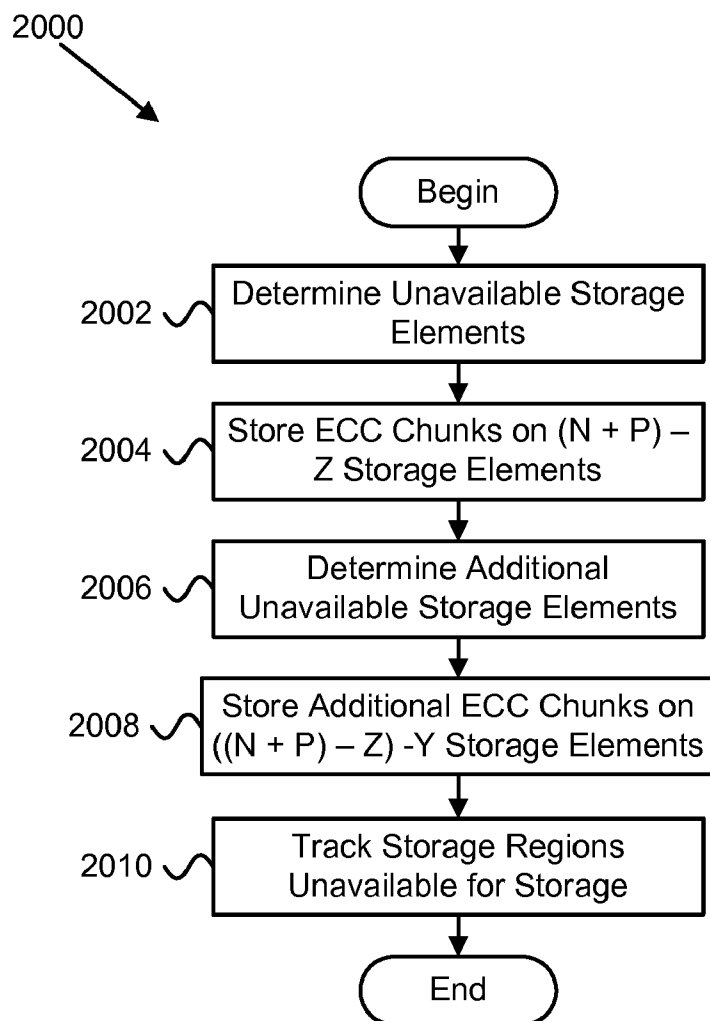 2000
Begin
2002
Determine Unavailable Storage
Elements
2004
Store ECC Chunks on (N + P) –
Z Storage Elements
2006
Determine Additional
Unavailable Storage Elements
2008
Store Additional ECC Chunks on
((N + P) – Z) -Y Storage Elements
2010
Track Storage Regions
Unavailable for Storage
End